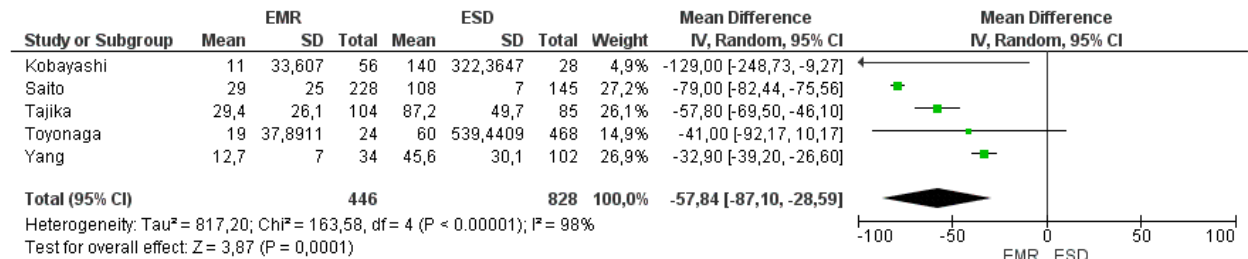 EMR ESD Mean Difference Mean Difference
Study or Subgroup Mean SD Total Mean SD Total Weight IV, Random, 95% CI IV, Random, 95% CI
Kobayashi 11 33,607 56 140 322,3647 28 4,9% -129,00 [-248,73, -9,27]
Saito 29 25 228 108 7 145 27,2% -79,00 [-82,44, -75,56]
Tajika 29,4 26,1 104 87,2 49,7 85 26,1% -57,80 [-69,50, -46,10]
Toyonaga 19 37,8911 24 60 539,4409 468 14,9% -41,00 [-92,17, 10,17]
Yang 12,7 7 34 45,6 30,1 102 26,9% -32,90 [-39,20, -26,60]
Total (95% CI) 446 828 100,0% -57,84 [-87,10, -28,59]
Heterogeneity: Tau² = 817,20; Chi² = 163,58, df = 4 (P < 0.00001); I² = 98%
Test for overall effect: Z = 3,87 (P = 0,0001)
-100 -50 0 50 100
EMR ESD